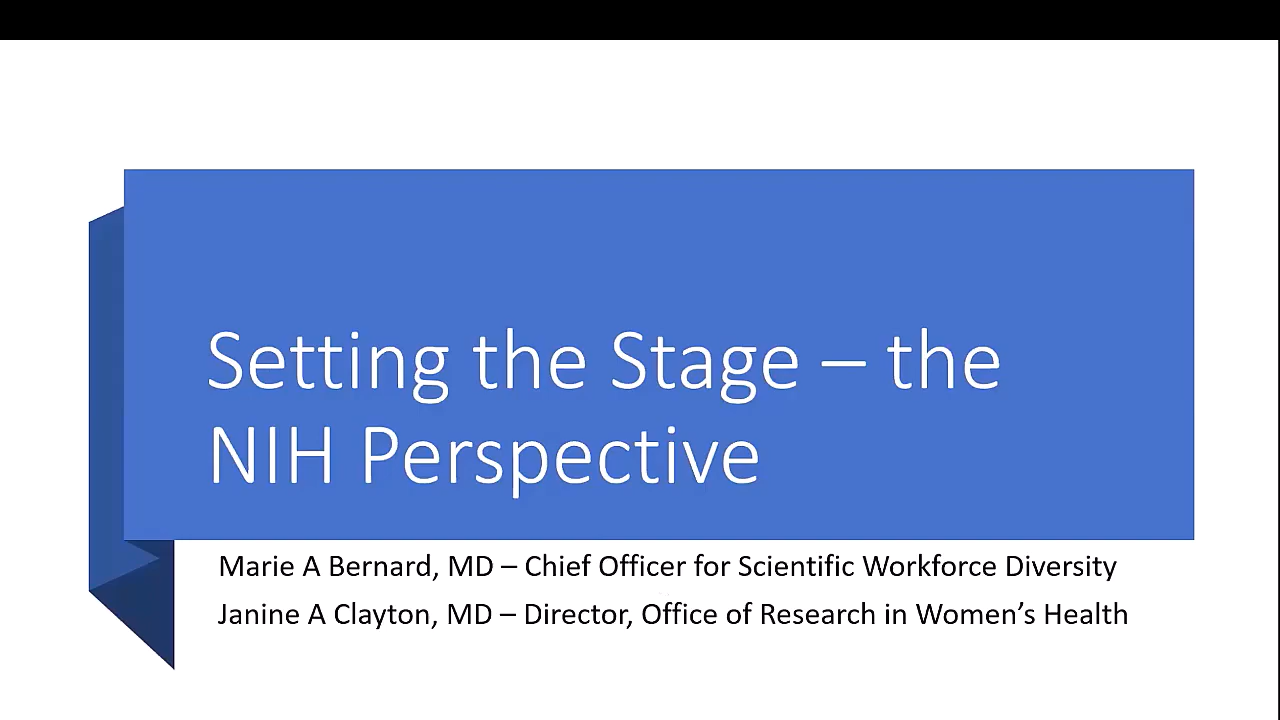 Setting the Stage – the
NIH Perspective
Marie A Bernard, MD – Chief Officer for Scientific Workforce Diversity
Janine A Clayton, MD – Director, Office of Research in Women’s Health